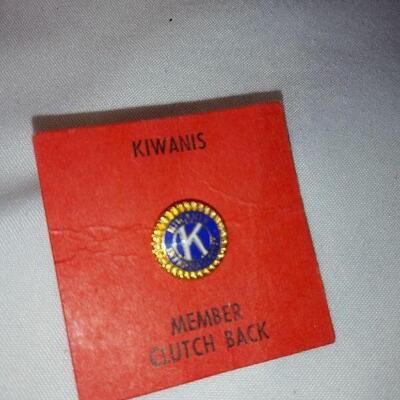 KIWANIS
K
MEMBER
CLUTCH BACK